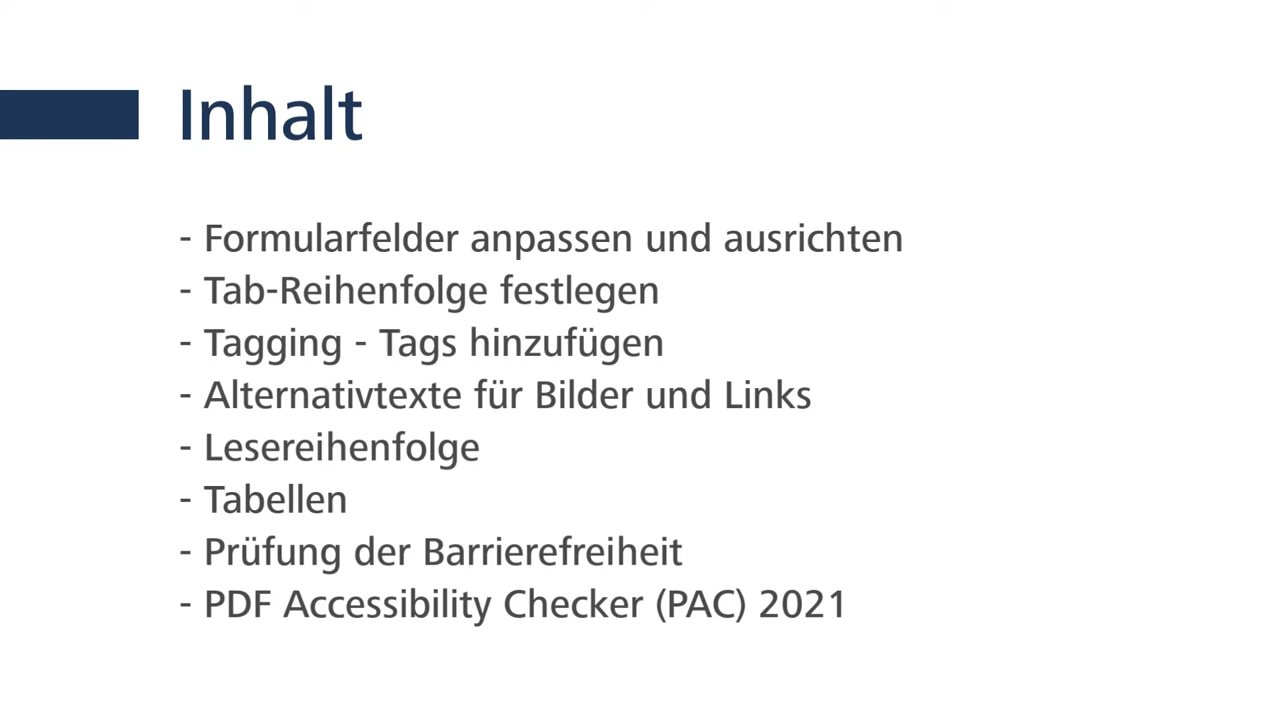 Inhalt
- Formularfelder anpassen und ausrichten
- Tab-Reihenfolge festlegen
- Tagging - Tags hinzufügen
- Alternativtexte für Bilder und Links
- Lesereihenfolge
- Tabellen
- Prüfung der Barrierefreiheit
- PDF Accessibility Checker (PAC) 2021